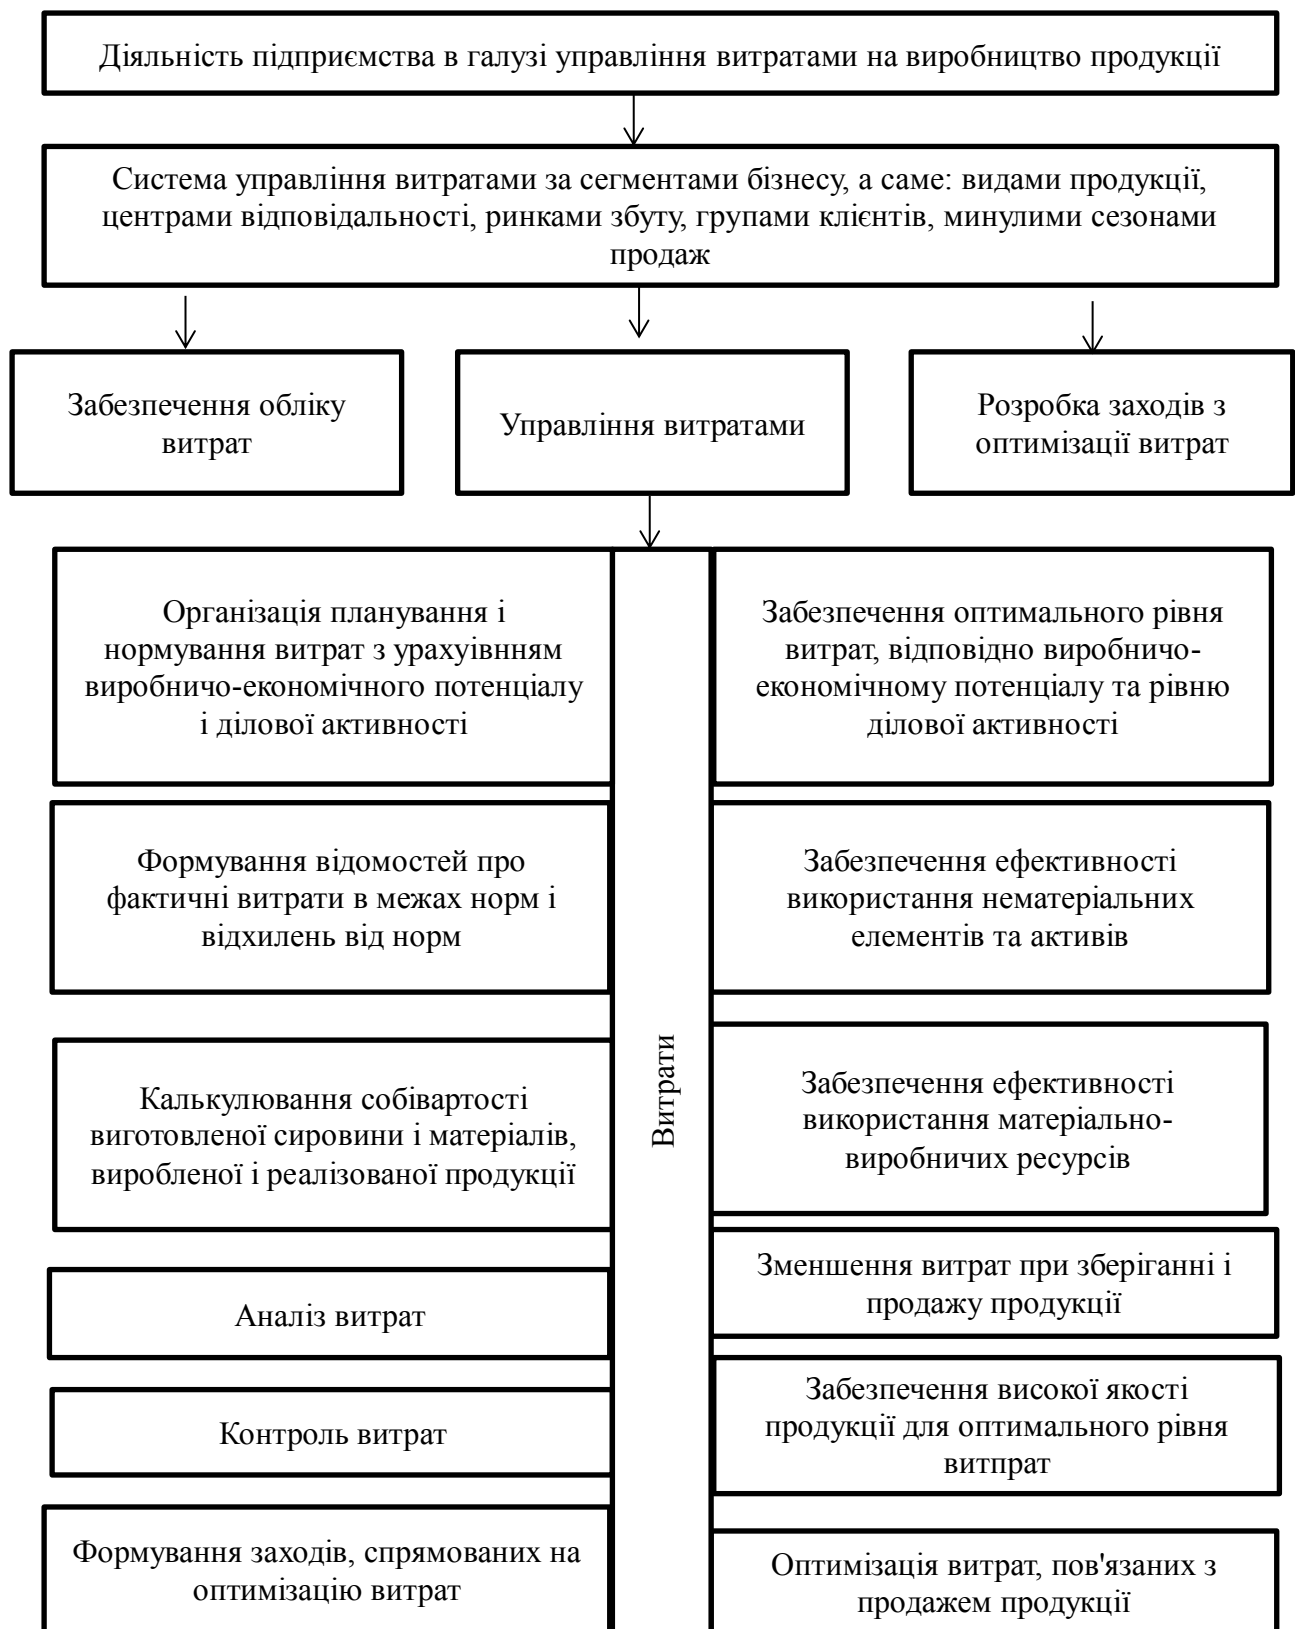 Діяльність підприємства в галузі управління витратами на виробництво продукції
Система управління витратами за сегментами бізнесу, а саме: видами продукції,
центрами відповідальності, ринками збуту, групами клієнтів, минулими сезонами
продаж
Забезпечення обліку
витрат
Управління витратами
Розробка заходів з
оптимізації витрат
Організація планування і
нормування витрат з урахуівнням
виробничо-економічного потенціалу
і ділової активності
Формування відомостей про
фактичні витрати в межах норм і
відхилень від норм
Калькулювання собівартості
виготовленої сировини і матеріалів,
виробленої і реалізованої продукції
Аналіз витрат
Контроль витрат
Формування заходів, спрямованих на
оптимізацію витрат
Витрати
Забезпечення оптимального рівня
витрат, відповідно виробничо-
економічному потенціалу та рівню
ділової активності
Забезпечення ефективності
використання нематеріальних
елементів та активів
Забезпечення ефективності
використання матеріально-
виробничих ресурсів
Зменшення витрат при зберіганні і
продажу продукції
Забезпечення високої якості
продукції для оптимального рівня
витпрат
Оптимізація витрат, пов'язаних з
продажем продукції